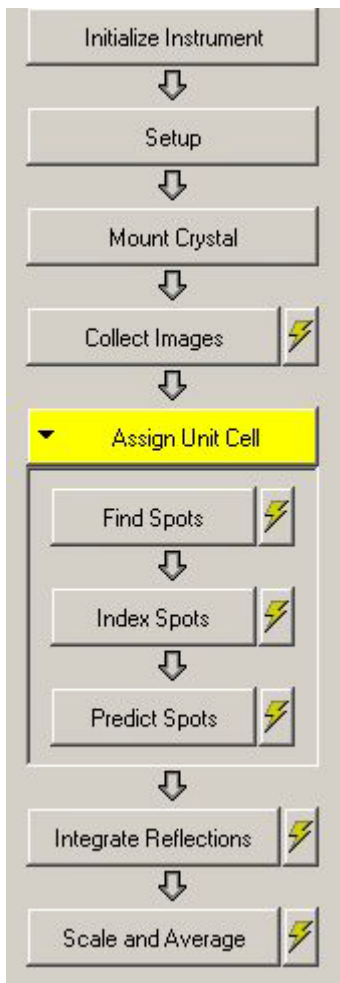 Initialize Instrument
Setup
Mount Crystal
Collect Images
Assign Unit Cell
Find Spots
Index Spots
Predict Spots
Integrate Reflections
Scale and Average